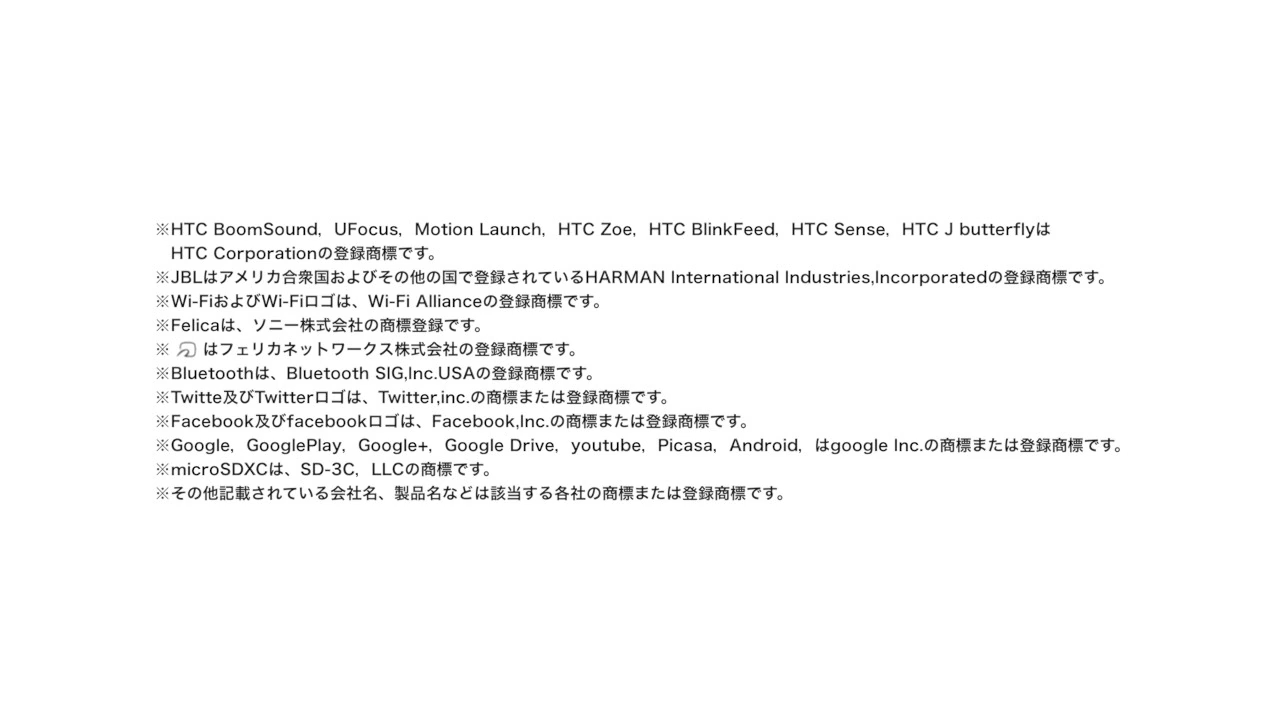 ※HTC BoomSound, UFocus, Motion Launch, HTC Zoe, HTC BlinkFeed, HTC Sense, HTC J butterflyは
HTC Corporationの登録商標です。
※JBLはアメリカ合衆国およびその他の国で登録されているHARMAN International Industries,Incorporatedの登録商標です。
※Wi-FiおよびWi-Fiロゴは、Wi-Fi Allianceの登録商標です。
※Felicaは、ソニー株式会社の商標登録です。
※ はフェリカネットワークス株式会社の登録商標です。
※Bluetoothは、Bluetooth SIG,Inc.USAの登録商標です。
※Twitte及びTwitterロゴは、Twitter,inc.の商標または登録商標です。
※Facebook及びfacebookロゴは、Facebook,Inc.の商標または登録商標です。
※Google, GooglePlay, Google+, Google Drive, youtube, Picasa, Android, はgoogle Inc.の商標または登録商標です。
※microSDXCは、SD-3C, LLCの商標です。
※その他記載されている会社名、製品名などは該当する各社の商標または登録商標です。